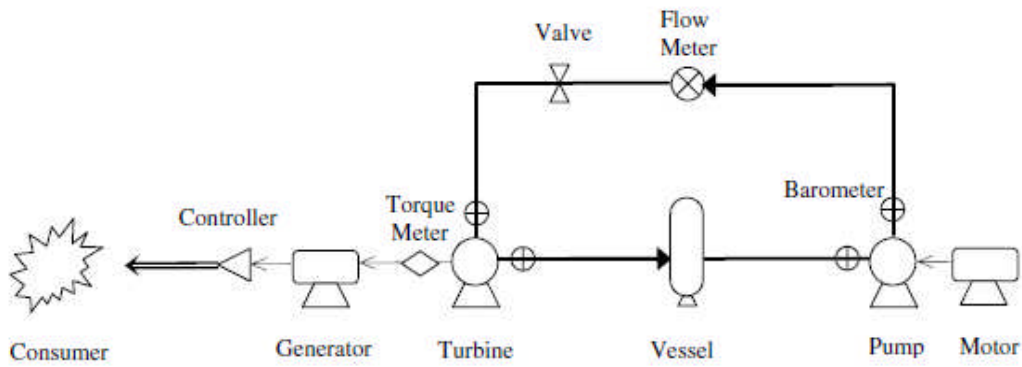 Flow
Meter
Valve
Barometer
Torque
Meter
Controller
Consumer
Generator
Turbine
Vessel
Pump
Motor